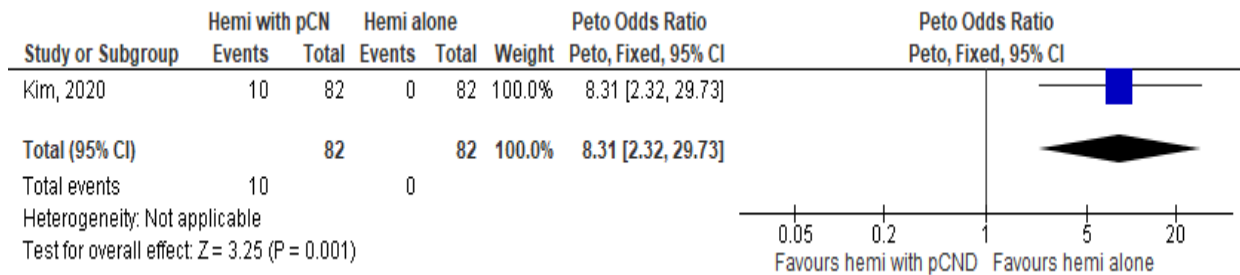 Hemi with pCN Hemi alone Peto Odds Ratio Peto Odds Ratio
Study or Subgroup Events Total Events Total Weight Peto, Fixed, 95% CI Peto, Fixed, 95% CI
Kim, 2020 10 82 0 82 100.0% 8.31 [2.32, 29.73]
Total (95% CI) 82 82 100.0% 8.31 [2.32, 29.73]
Total events 10 0
Heterogeneity: Not applicable
Test for overall effect: Z = 3.25 (P = 0.001)
0.05 0.2 1 5 20
Favours hemi with pCND Favours hemi alone